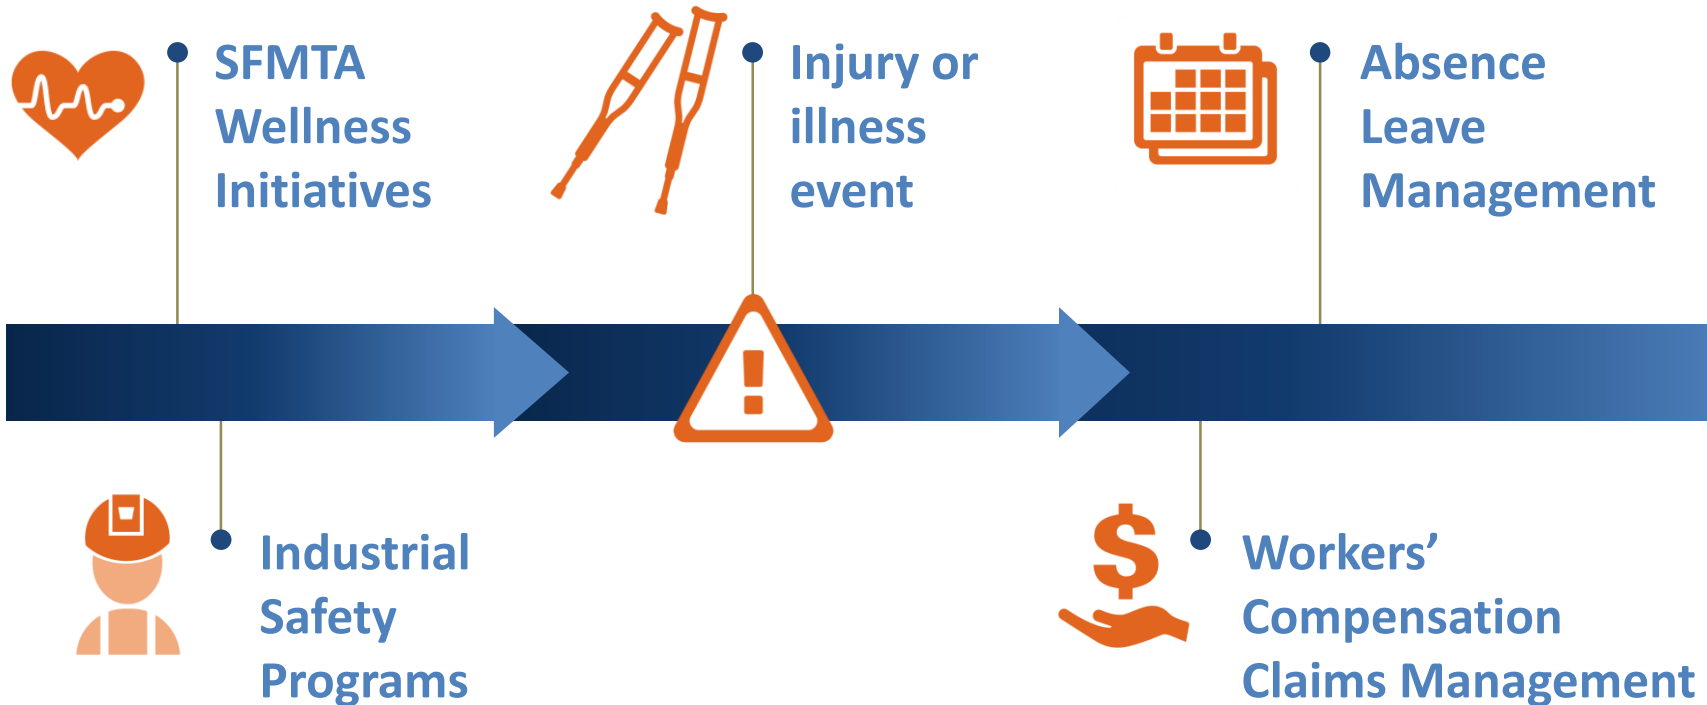 SFMTA
Wellness
Initiatives
Injury or
illness
event
Absence
Leave
Management
!
Industrial
Safety
Programs
$
Workers’
Compensation
Claims Management